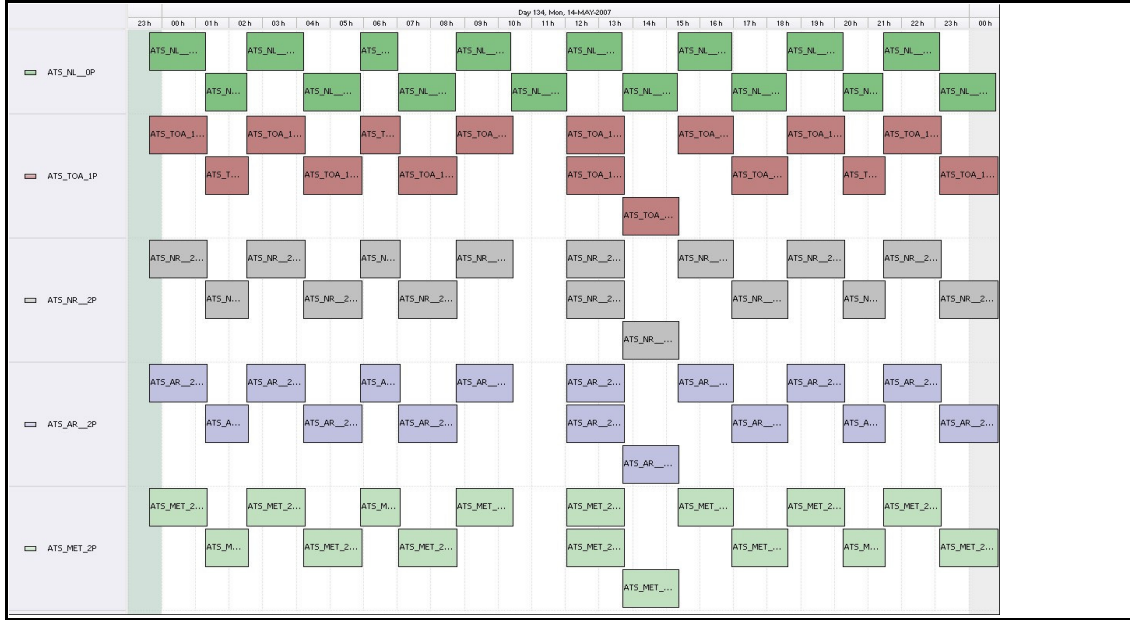 Day 134, Mon, 14-MAY-2007
23 h 00 h 01 h 02 h 03 h 04 h 05 h 06 h 07 h 08 h 09 h 10 h 11 h 12 h 13 h 14 h 15 h 16 h 17 h 18 h 19 h 20 h 21 h 22 h 23 h 00 h
ATS_NL__... ATS_NL__... ATS_... ATS_NL__... ATS_NL__... ATS_NL__... ATS_NL__... ATS_NL__...
ATS_NL__0P
ATS_N... ATS_NL__... ATS_NL__... ATS_NL__... ATS_NL__... ATS_NL__... ATS_N... ATS_NL__...
ATS_TOA_1... ATS_TOA_1... ATS_T... ATS_TOA_... ATS_TOA_1... ATS_TOA_... ATS_TOA_1... ATS_TOA_1...
ATS_TOA_1P
ATS_T... ATS_TOA_1... ATS_TOA_1... ATS_TOA_1... ATS_TOA_... ATS_T... ATS_TOA_1...
ATS_TOA_...
ATS_NR__2... ATS_NR__2... ATS_N... ATS_NR__... ATS_NR__2... ATS_NR__... ATS_NR__2... ATS_NR__2...
ATS_NR__2P
ATS_N... ATS_NR__2... ATS_NR__2... ATS_NR__2... ATS_NR__... ATS_N... ATS_NR__2...
ATS_NR__...
ATS_AR__2... ATS_AR__2... ATS_A... ATS_AR__... ATS_AR__2... ATS_AR__... ATS_AR__2... ATS_AR__2...
ATS_AR__2P
ATS_A... ATS_AR__2... ATS_AR__2... ATS_AR__2... ATS_AR__... ATS_A... ATS_AR__2...
ATS_AR__...
ATS_MET_2... ATS_MET_2... ATS_M... ATS_MET_... ATS_MET_2... ATS_MET_... ATS_MET_2... ATS_MET_2...
ATS_MET_2P
ATS_M... ATS_MET_2... ATS_MET_2... ATS_MET_2... ATS_MET_... ATS_M... ATS_MET_2...
ATS_MET_...